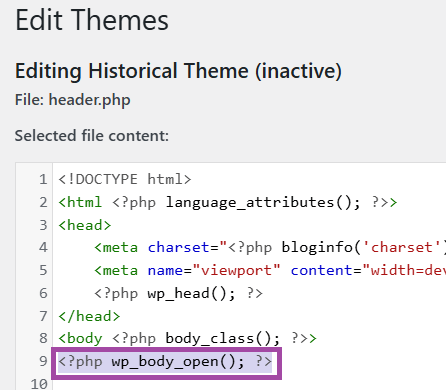 Edit Themes
Editing Historical Theme (inactive)
File: header.php
Selected file content:
1 <!DOCTYPE html>
2 <html <?php language_attributes(); ?>>
3 <head>
4 <meta charset="<?php bloginfo('charset')
5 <meta name="viewport" content="width=dev
6 <?php wp_head(); ?>
7 </head>
8 <body <?php body_class(); ?>>
9 <?php wp_body_open(); ?>
10